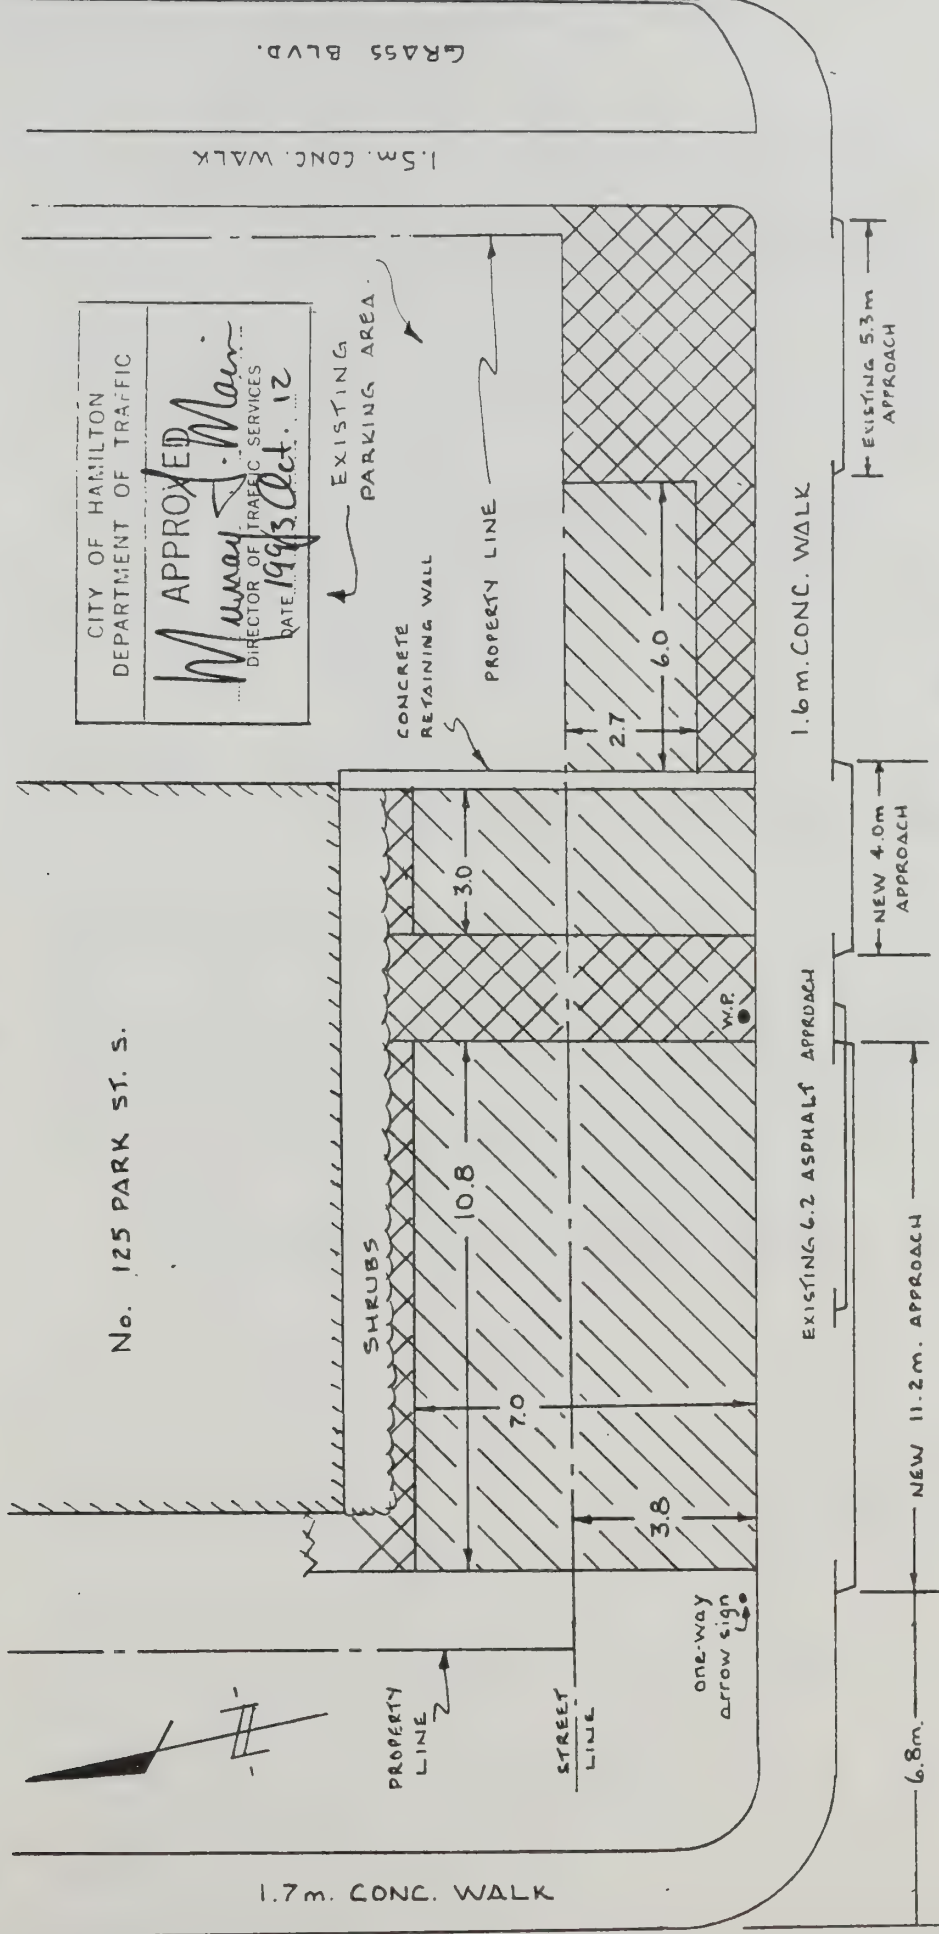 GRASS BLVD.
1.5m. CONC. WALK
CITY OF HAMILTON
DEPARTMENT OF TRAFFIC
APPROVED
Murray J. Main
DIRECTOR OF TRAFFIC SERVICES
DATE 1993 Oct. 12
EXISTING
PARKING AREA.
CONCRETE
RETAINING WALL
PROPERTY LINE
No. 125 PARK ST. S.
SHRUBS
3.0
2.7
6.0
10.8
7.0
3.8
W.P.
1.6m. CONC. WALK
EXISTING 5.3m
APPROACH
NEW 4.0m
APPROACH
EXISTING 6.2 ASPHALT APPROACH
NEW 11.2m. APPROACH
6.8m.
one-way
arrow sign
PROPERTY
LINE
STREET
LINE
1.7m. CONC. WALK